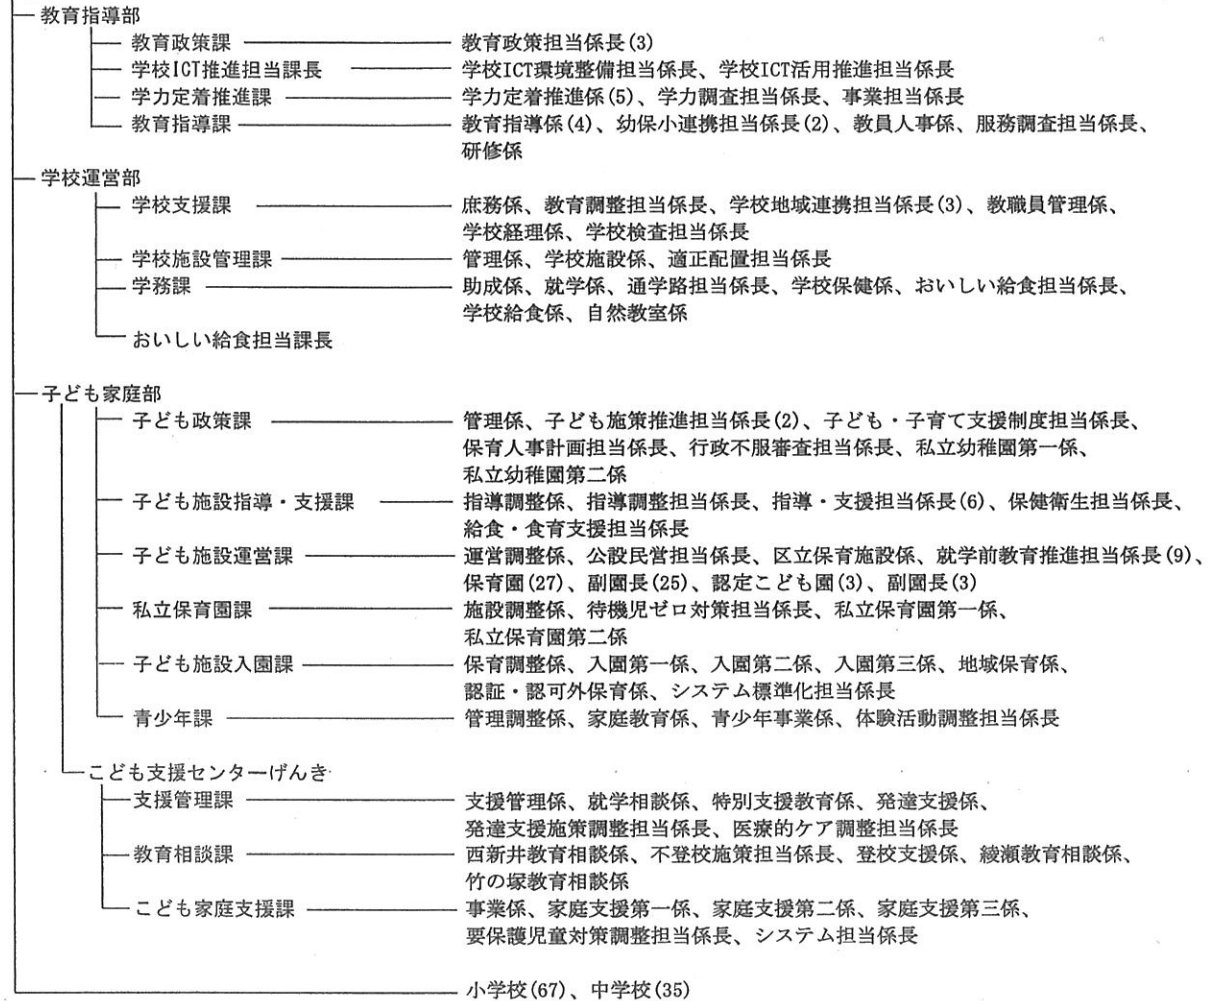 教育指導部
教育政策課 教育政策担当係長(3)
学校ICT推進担当課長 学校ICT環境整備担当係長、学校ICT活用推進担当係長
学力定着推進課 学力定着推進係(5)、学力調査担当係長、事業担当係長
教育指導課 教育指導係(4)、幼保小連携担当係長(2)、教員人事係、服務調査担当係長、
研修係
学校運営部
学校支援課 庶務係、教育調整担当係長、学校地域連携担当係長(3)、教職員管理係、
学校経理係、学校検査担当係長
学校施設管理課 管理係、学校施設係、適正配置担当係長
学務課 助成係、就学係、通学路担当係長、学校保健係、おいしい給食担当係長、
学校給食係、自然教室係
おいしい給食担当課長
子ども家庭部
子ども政策課 管理係、子ども施策推進担当係長(2)、子ども・子育て支援制度担当係長、
保育人事計画担当係長、行政不服審査担当係長、私立幼稚園第一係、
私立幼稚園第二係
子ども施設指導・支援課 指導調整係、指導調整担当係長、指導・支援担当係長(6)、保健衛生担当係長、
給食・食育支援担当係長
子ども施設運営課 運営調整係、公設民営担当係長、区立保育施設係、就学前教育推進担当係長(9)、
保育園(27)、副園長(25)、認定こども園(3)、副園長(3)
私立保育園課 施設調整係、待機児ゼロ対策担当係長、私立保育園第一係、
私立保育園第二係
子ども施設入園課 保育調整係、入園第一係、入園第二係、入園第三係、地域保育係、
認証・認可外保育係、システム標準化担当係長
青少年課 管理調整係、家庭教育係、青少年事業係、体験活動調整担当係長
こども支援センターげんき
支援管理課 支援管理係、就学相談係、特別支援教育係、発達支援係、
発達支援施策調整担当係長、医療的ケア調整担当係長
教育相談課 西新井教育相談係、不登校施策担当係長、登校支援係、綾瀬教育相談係、
竹の塚教育相談係
こども家庭支援課 事業係、家庭支援第一係、家庭支援第二係、家庭支援第三係、
要保護児童対策調整担当係長、システム担当係長
小学校(67)、中学校(35)